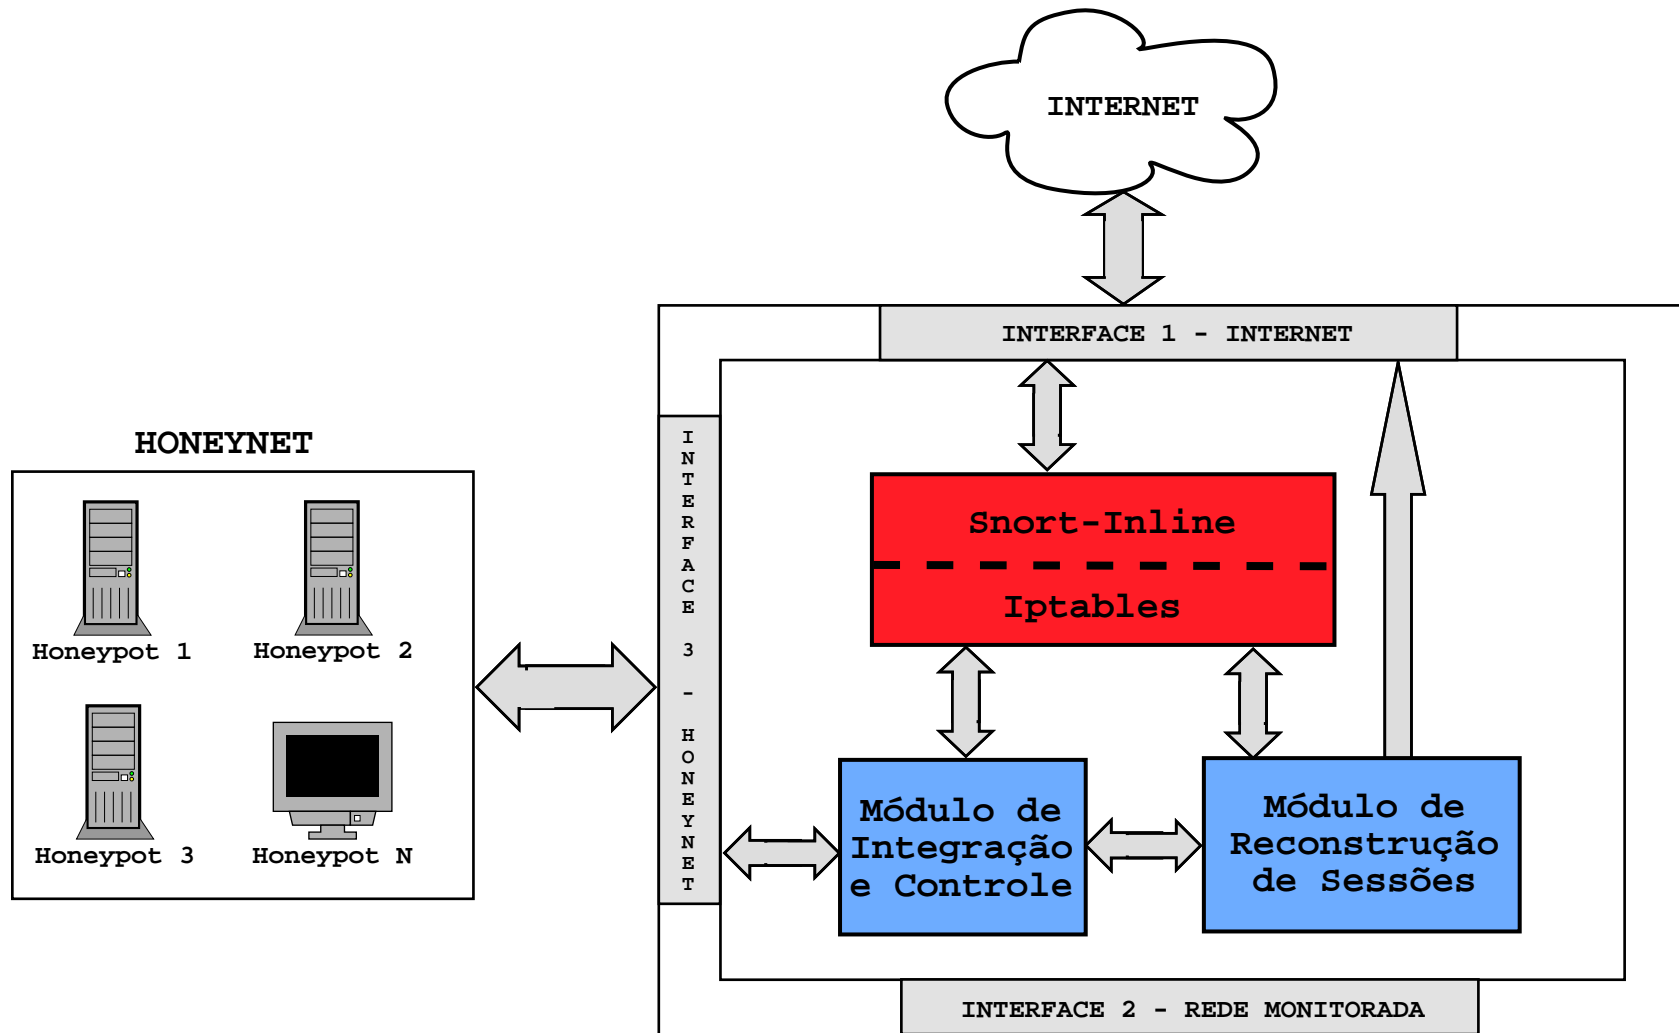 INTERNET
INTERFACE 1 - INTERNET
HONEYNET
Honeypot 1
Honeypot 2
Honeypot 3
Honeypot N
INTERFACE 3 - HONEYNET
Snort-Inline
Iptables
Módulo de
Integração
e Controle
Módulo de
Reconstrução
de Sessões
INTERFACE 2 - REDE MONITORADA